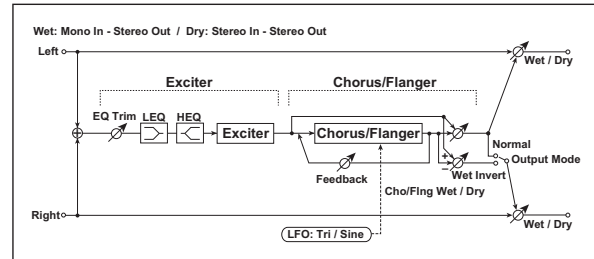 Wet: Mono In - Stereo Out / Dry: Stereo In - Stereo Out
Left
Wet / Dry
Exciter
Chorus/Flanger
EQ Trim
LEQ
HEQ
Exciter
Chorus/Flanger
Normal
Output Mode
+
−
Wet Invert
Feedback
Cho/Flng Wet / Dry
Right
LFO: Tri / Sine
Wet / Dry